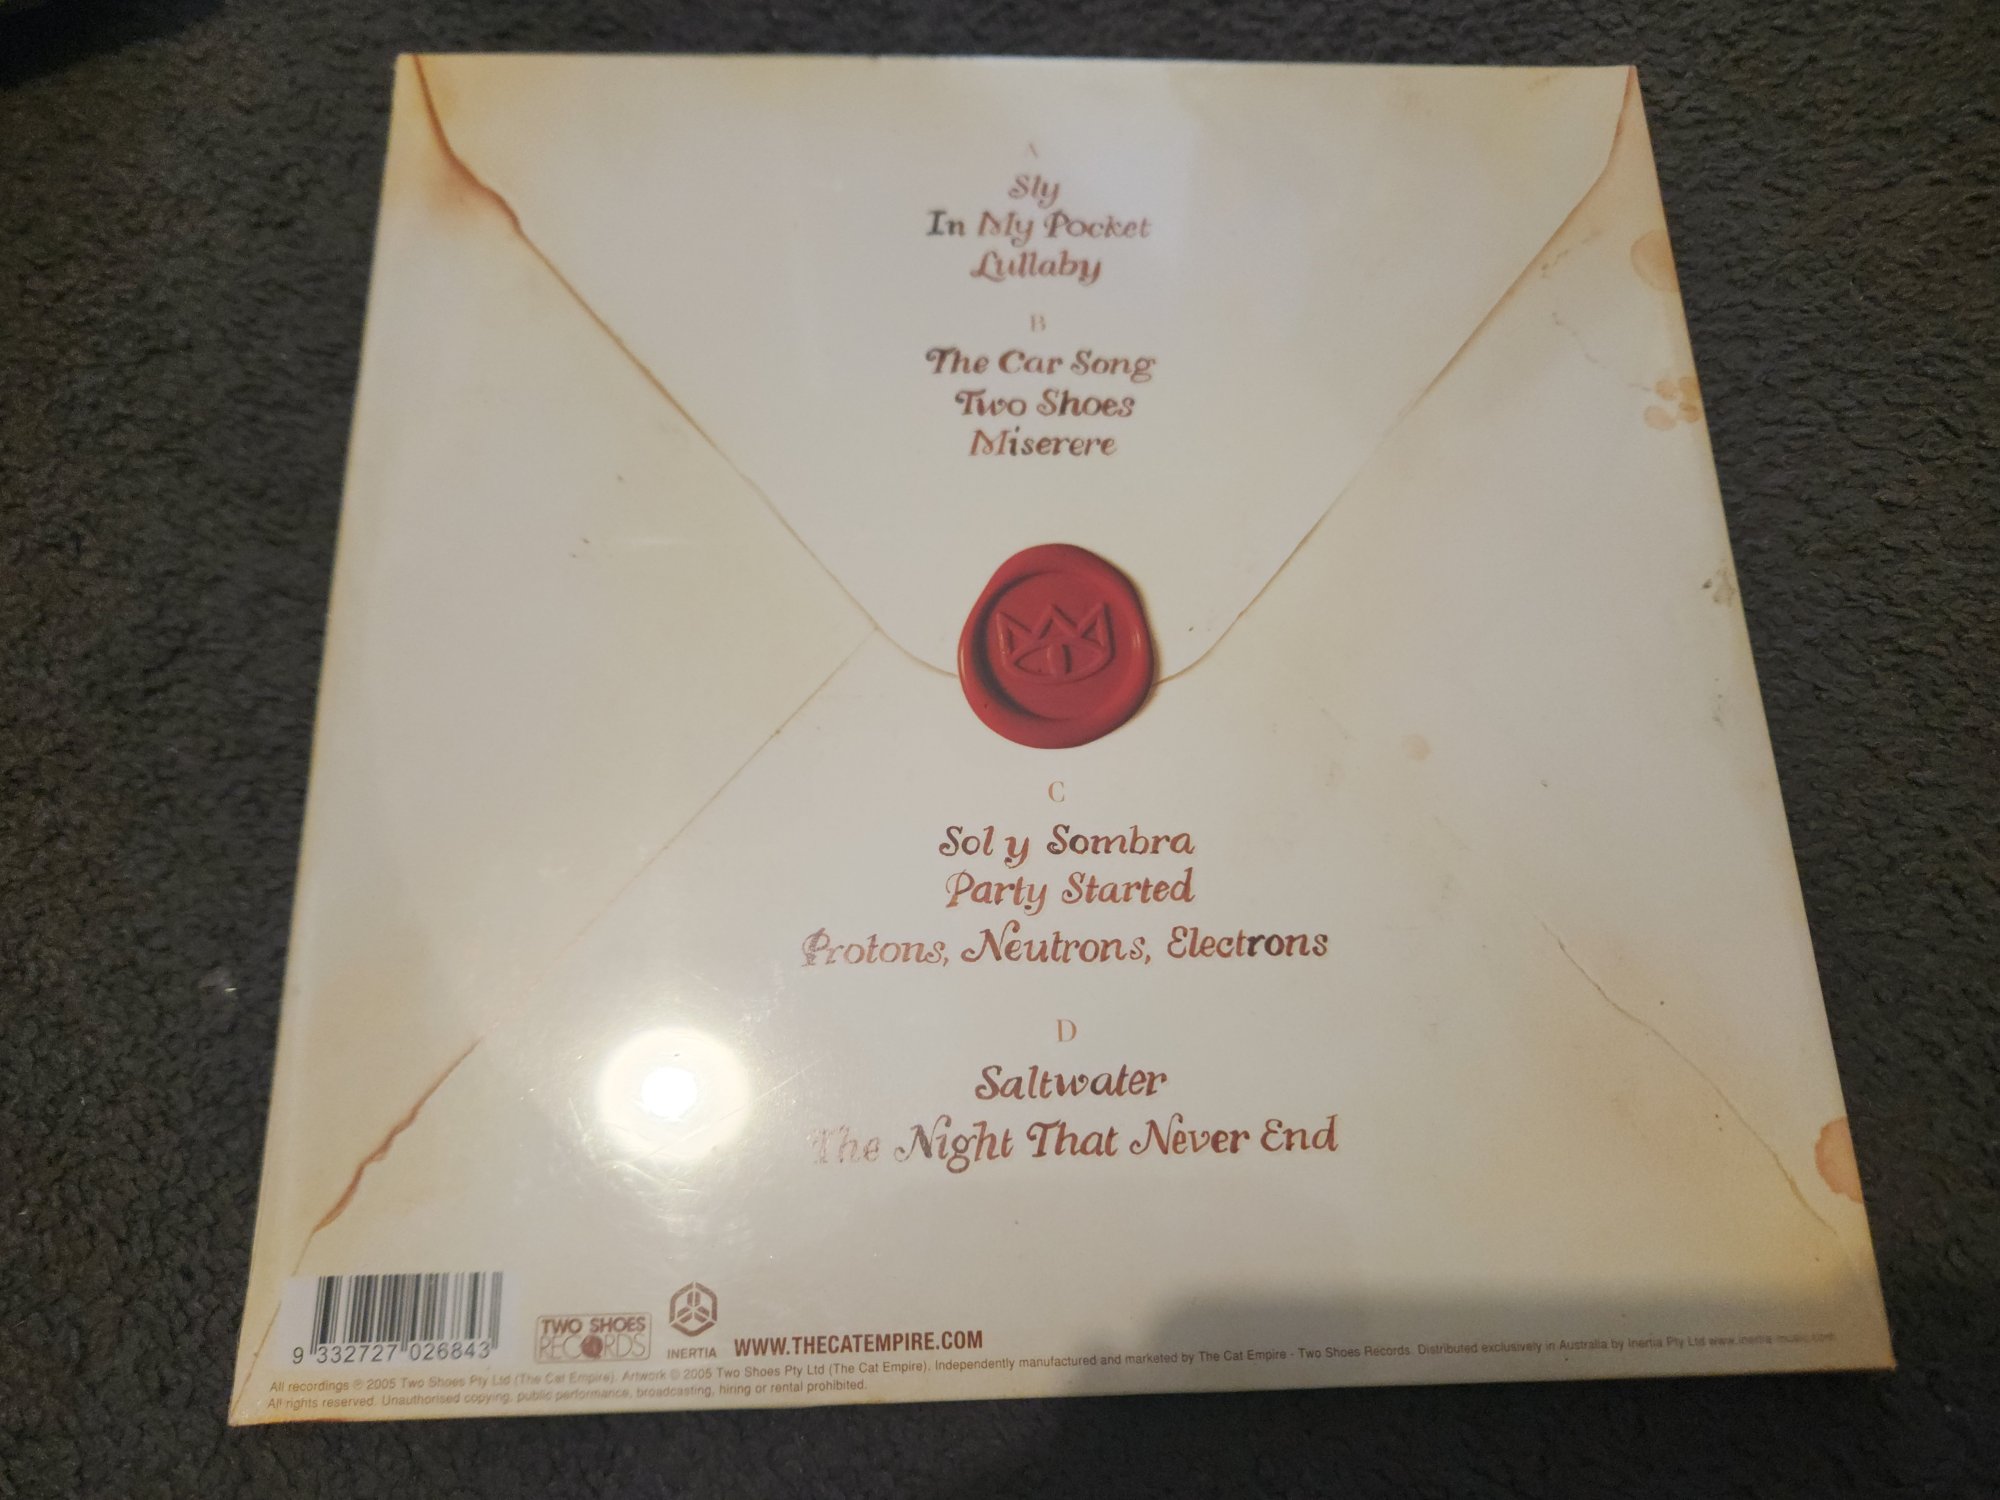 A
Sly
In My Pocket
Lullaby
B
The Car Song
Two Shoes
Miserere
C
Sol y Sombra
Party Started
Protons, Neutrons, Electrons
D
Saltwater
The Night That Never End
9 332727 026843
TWO SHOES
RECORDS
INERTIA
WWW.THECATEMPIRE.COM
All recordings ℗ 2005 Two Shoes Pty Ltd (The Cat Empire). Artwork © 2005 Two Shoes Pty Ltd (The Cat Empire). Independently manufactured and marketed by The Cat Empire - Two Shoes Records. Distributed exclusively in Australia by Inertia Pty Ltd www.inertia-music.com
All rights reserved. Unauthorised copying, public performance, broadcasting, hiring or rental prohibited.